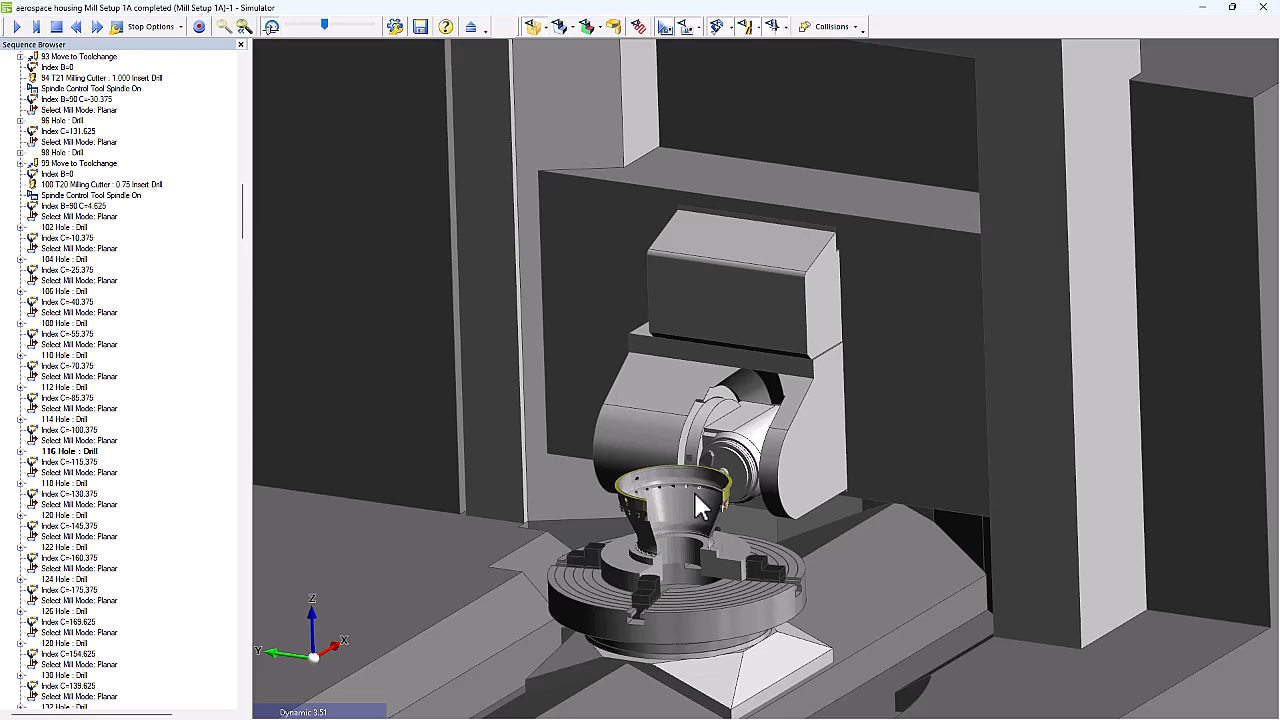 aerospace housing Mill Setup 1A completed (Mill Setup 1A)-1 - Simulator
Stop Options
Collisions
Sequence Browser
93 Move to Toolchange
Index B=0
94 T21 Milling Cutter : 1.000 Insert Drill
Spindle Control Tool Spindle On
Index B=90 C=-30.375
Select Mill Mode: Planar
96 Hole : Drill
Index C=131.625
Select Mill Mode: Planar
98 Hole : Drill
99 Move to Toolchange
Index B=0
100 T20 Milling Cutter : 0.75 Insert Drill
Spindle Control Tool Spindle On
Index B=90 C=4.625
Select Mill Mode: Planar
102 Hole : Drill
Index C=-10.375
Select Mill Mode: Planar
104 Hole : Drill
Index C=-25.375
Select Mill Mode: Planar
106 Hole : Drill
Index C=-40.375
Select Mill Mode: Planar
108 Hole : Drill
Index C=-55.375
Select Mill Mode: Planar
110 Hole : Drill
Index C=-70.375
Select Mill Mode: Planar
112 Hole : Drill
Index C=-85.375
Select Mill Mode: Planar
114 Hole : Drill
Index C=-100.375
Select Mill Mode: Planar
116 Hole : Drill
Index C=-115.375
Select Mill Mode: Planar
118 Hole : Drill
Index C=-130.375
Select Mill Mode: Planar
120 Hole : Drill
Index C=-145.375
Select Mill Mode: Planar
122 Hole : Drill
Index C=-160.375
Select Mill Mode: Planar
124 Hole : Drill
Index C=-175.375
Select Mill Mode: Planar
126 Hole : Drill
Index C=169.625
Select Mill Mode: Planar
128 Hole : Drill
Index C=154.625
Select Mill Mode: Planar
130 Hole : Drill
Index C=139.625
Select Mill Mode: Planar
132 Hole : Drill
Z
X
Y
Dynamic 3.51